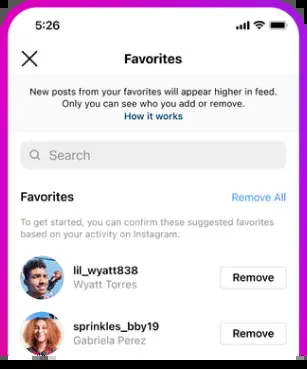 5:26
Favorites
New posts from your favorites will appear higher in feed.
Only you can see who you add or remove.
How it works
Search
Favorites Remove All
To get started, you can confirm these suggested favorites
based on your activity on Instagram.
lil_wyatt838
Wyatt Torres
Remove
sprinkles_bby19
Gabriela Perez
Remove